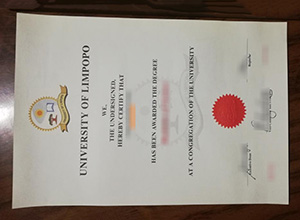 UNIVERSITY OF LIMPOPO
WE,
THE UNDERSIGNED,
HEREBY CERTIFY THAT
HAS BEEN AWARDED THE DEGREE
AT A CONGREGATION OF THE UNIVERSITY